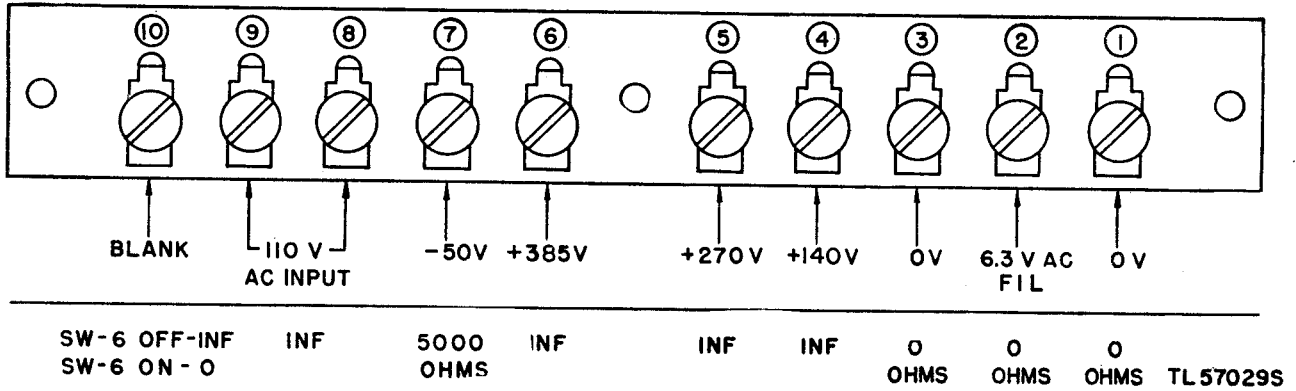 10 9 8 7 6 5 4 3 2 1
BLANK 110 V -50V +385V +270V +140V 0V 6.3 V AC 0V
AC INPUT FIL
SW-6 OFF-INF INF 5000 INF INF INF 0 0 0
SW-6 ON-0 OHMS OHMS OHMS OHMS TL57029S